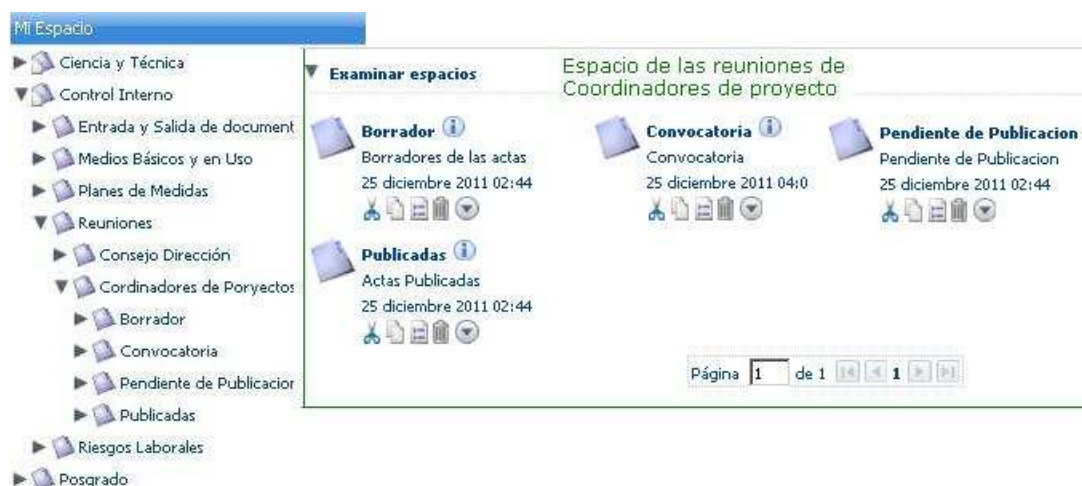 Mi Espacio
Ciencia y Técnica
Control Interno
Entrada y Salida de document
Medios Básicos y en Uso
Planes de Medidas
Reuniones
Consejo Dirección
Cordinadores de Poryectos
Borrador
Convocatoria
Pendiente de Publicacion
Publicadas
Riesgos Laborales
Posgrado
Examinar espacios
Espacio de las reuniones de
Coordinadores de proyecto
Borrador
Borradores de las actas
25 diciembre 2011 02:44
Convocatoria
Convocatoria
25 diciembre 2011 04:0
Pendiente de Publicacion
Pendiente de Publicacion
25 diciembre 2011 02:44
Publicadas
Actas Publicadas
25 diciembre 2011 02:44
Página 1 de 1 1